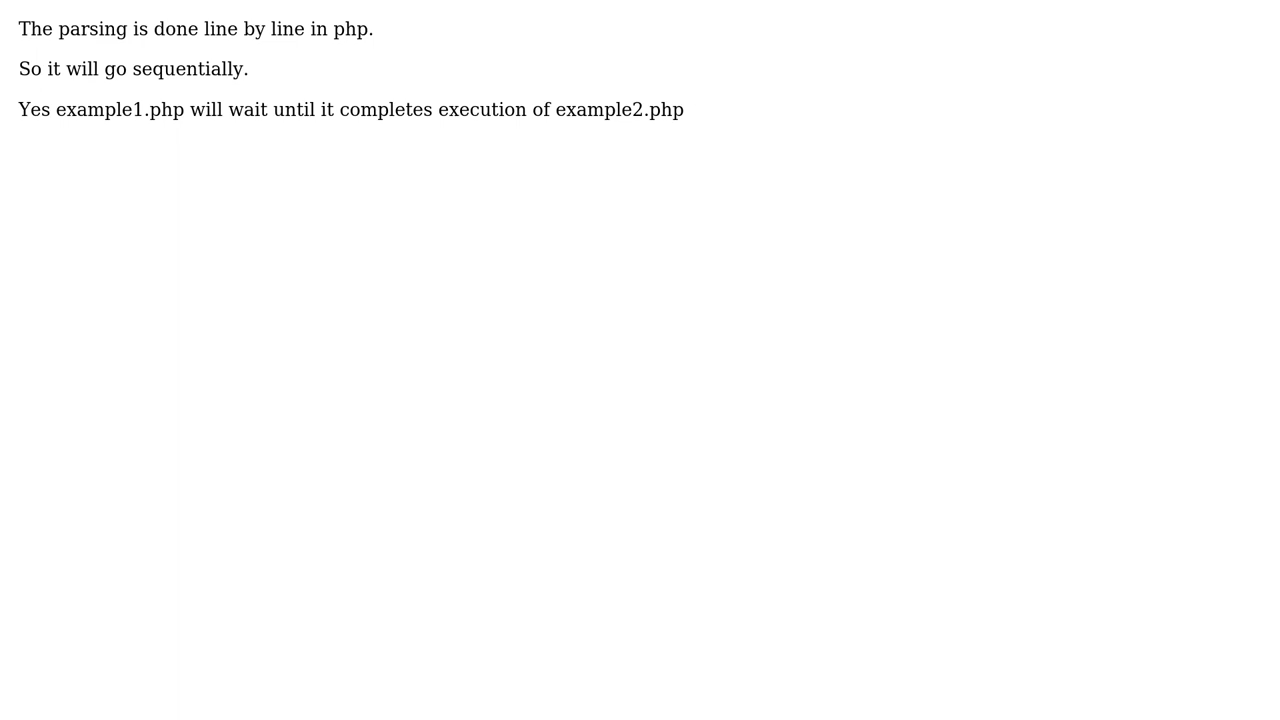 The parsing is done line by line in php.
So it will go sequentially.
Yes example1.php will wait until it completes execution of example2.php